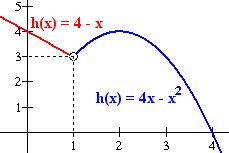 5
h(x) = 4 - x
4
3
2
h(x) = 4x - x²
1
1 2 3 4